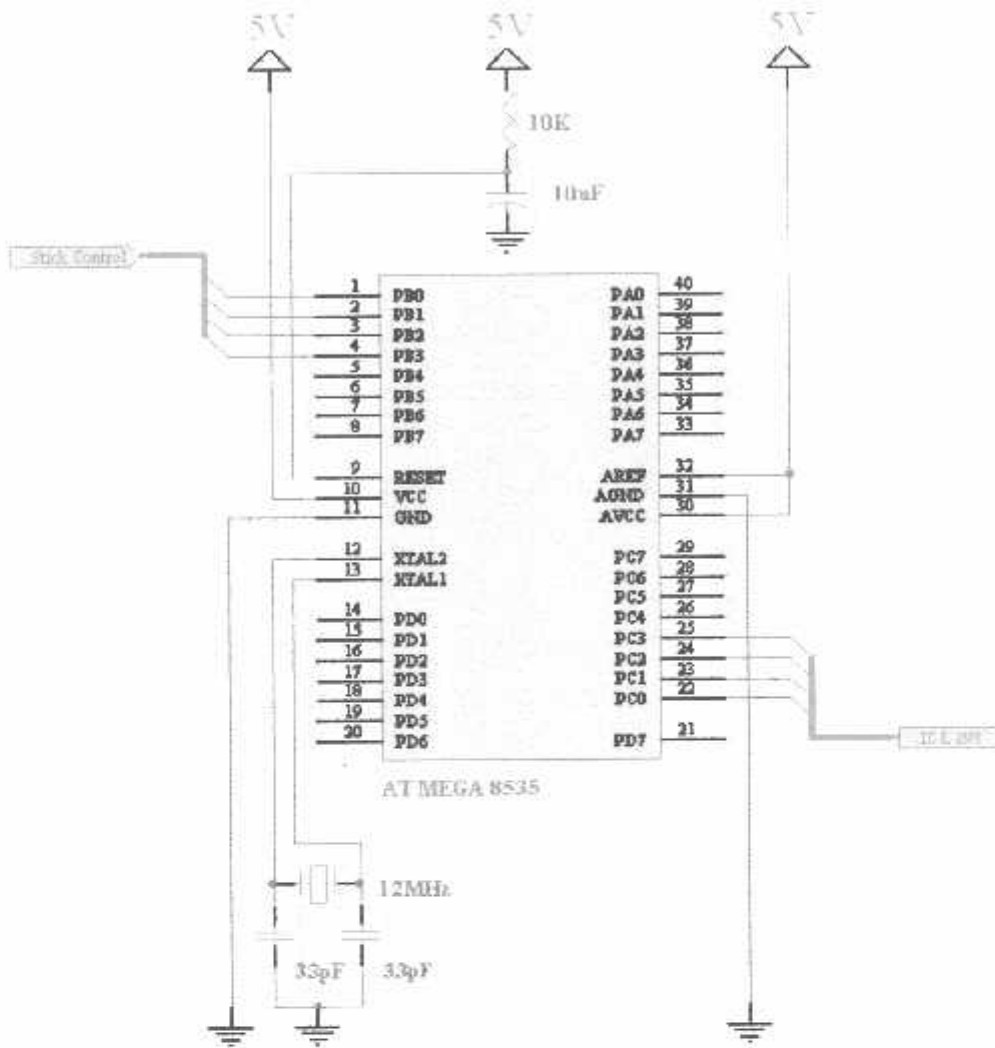 5V 5V 5V
10K
10uF
Stick Control
1 PB0 PA0 40
2 PB1 PA1 39
3 PB2 PA2 38
4 PB3 PA3 37
5 PB4 PA4 36
6 PB5 PA5 35
7 PB6 PA6 34
8 PB7 PA7 33
9 RESET AREF 32
10 VCC AGND 31
11 GND AVCC 30
12 XTAL2 PC7 29
13 XTAL1 PC6 28
PC5 27
14 PD0 PC4 26
15 PD1 PC3 25
16 PD2 PC2 24
17 PD3 PC1 23
18 PD4 PC0 22
19 PD5
20 PD6 PD7 21
AT MEGA 8535
12MHz
33pF 33pF